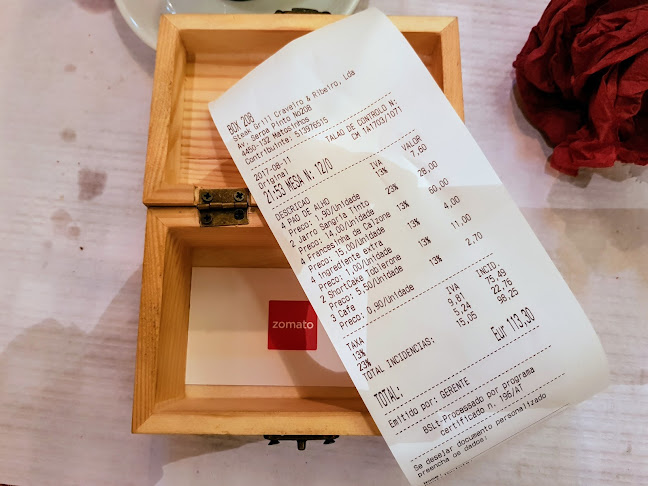 BOX 208
Steak Grill Craveiro & Ribeiro, Lda
Av. Serpa Pinto No208
4450-132 Matosinhos
Contribuinte: 513976515
TALAO DE CONTROLO N:
2017-08-11 CM 1A1703/1071
Original
21:53 MESA N: 12/0
DESCRICAO IVA VALOR
4 PAO DE ALHO 13% 7,60
Preco: 1,90/Unidade
2 Jarro Sangria Tinto 23% 28,00
Preco: 14,00/Unidade
4 Francesinha de Calzone 13% 60,00
Preco: 15,00/Unidade
4 Ingrediente extra 13% 4,00
Preco: 1,00/Unidade
2 ShortCake Toblerone 13% 11,00
Preco: 5,50/Unidade
3 Cafe 13% 2,70
Preco: 0,90/Unidade
TAXA IVA INCID.
13% 9,81 75,49
23% 5,24 22,76
TOTAL INCIDENCIAS: 15,05 98,25
TOTAL: Eur 113,30
Emitido por: GERENTE
BSLt-Processado por programa
certificado n. 196/AT
Se desejar documento personalizado
preencha de dados:
zomato